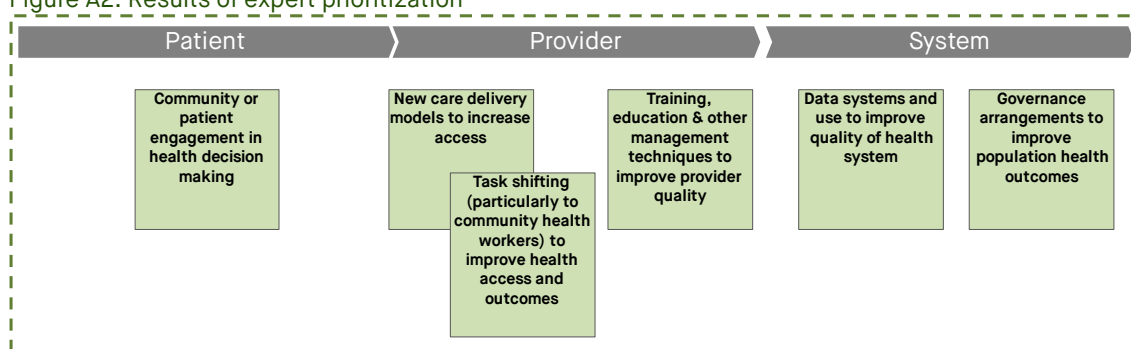 Figure A2: Results of expert prioritization
Patient
Provider
System
Community or
patient
engagement in
health decision
making
New care delivery
models to increase
access
Task shifting
(particularly to
community health
workers) to
improve health
access and
outcomes
Training,
education & other
management
techniques to
improve provider
quality
Data systems and
use to improve
quality of health
system
Governance
arrangements to
improve
population health
outcomes